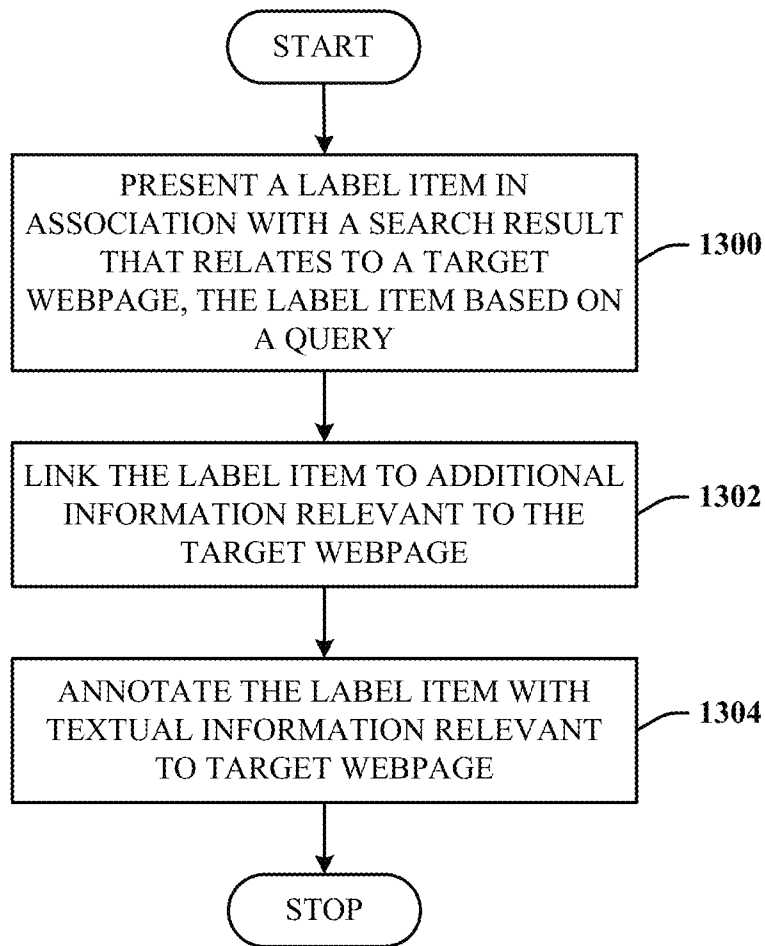 START
PRESENT A LABEL ITEM IN
ASSOCIATION WITH A SEARCH RESULT
THAT RELATES TO A TARGET
WEBPAGE, THE LABEL ITEM BASED ON
A QUERY
1300
LINK THE LABEL ITEM TO ADDITIONAL
INFORMATION RELEVANT TO THE
TARGET WEBPAGE
1302
ANNOTATE THE LABEL ITEM WITH
TEXTUAL INFORMATION RELEVANT
TO TARGET WEBPAGE
1304
STOP